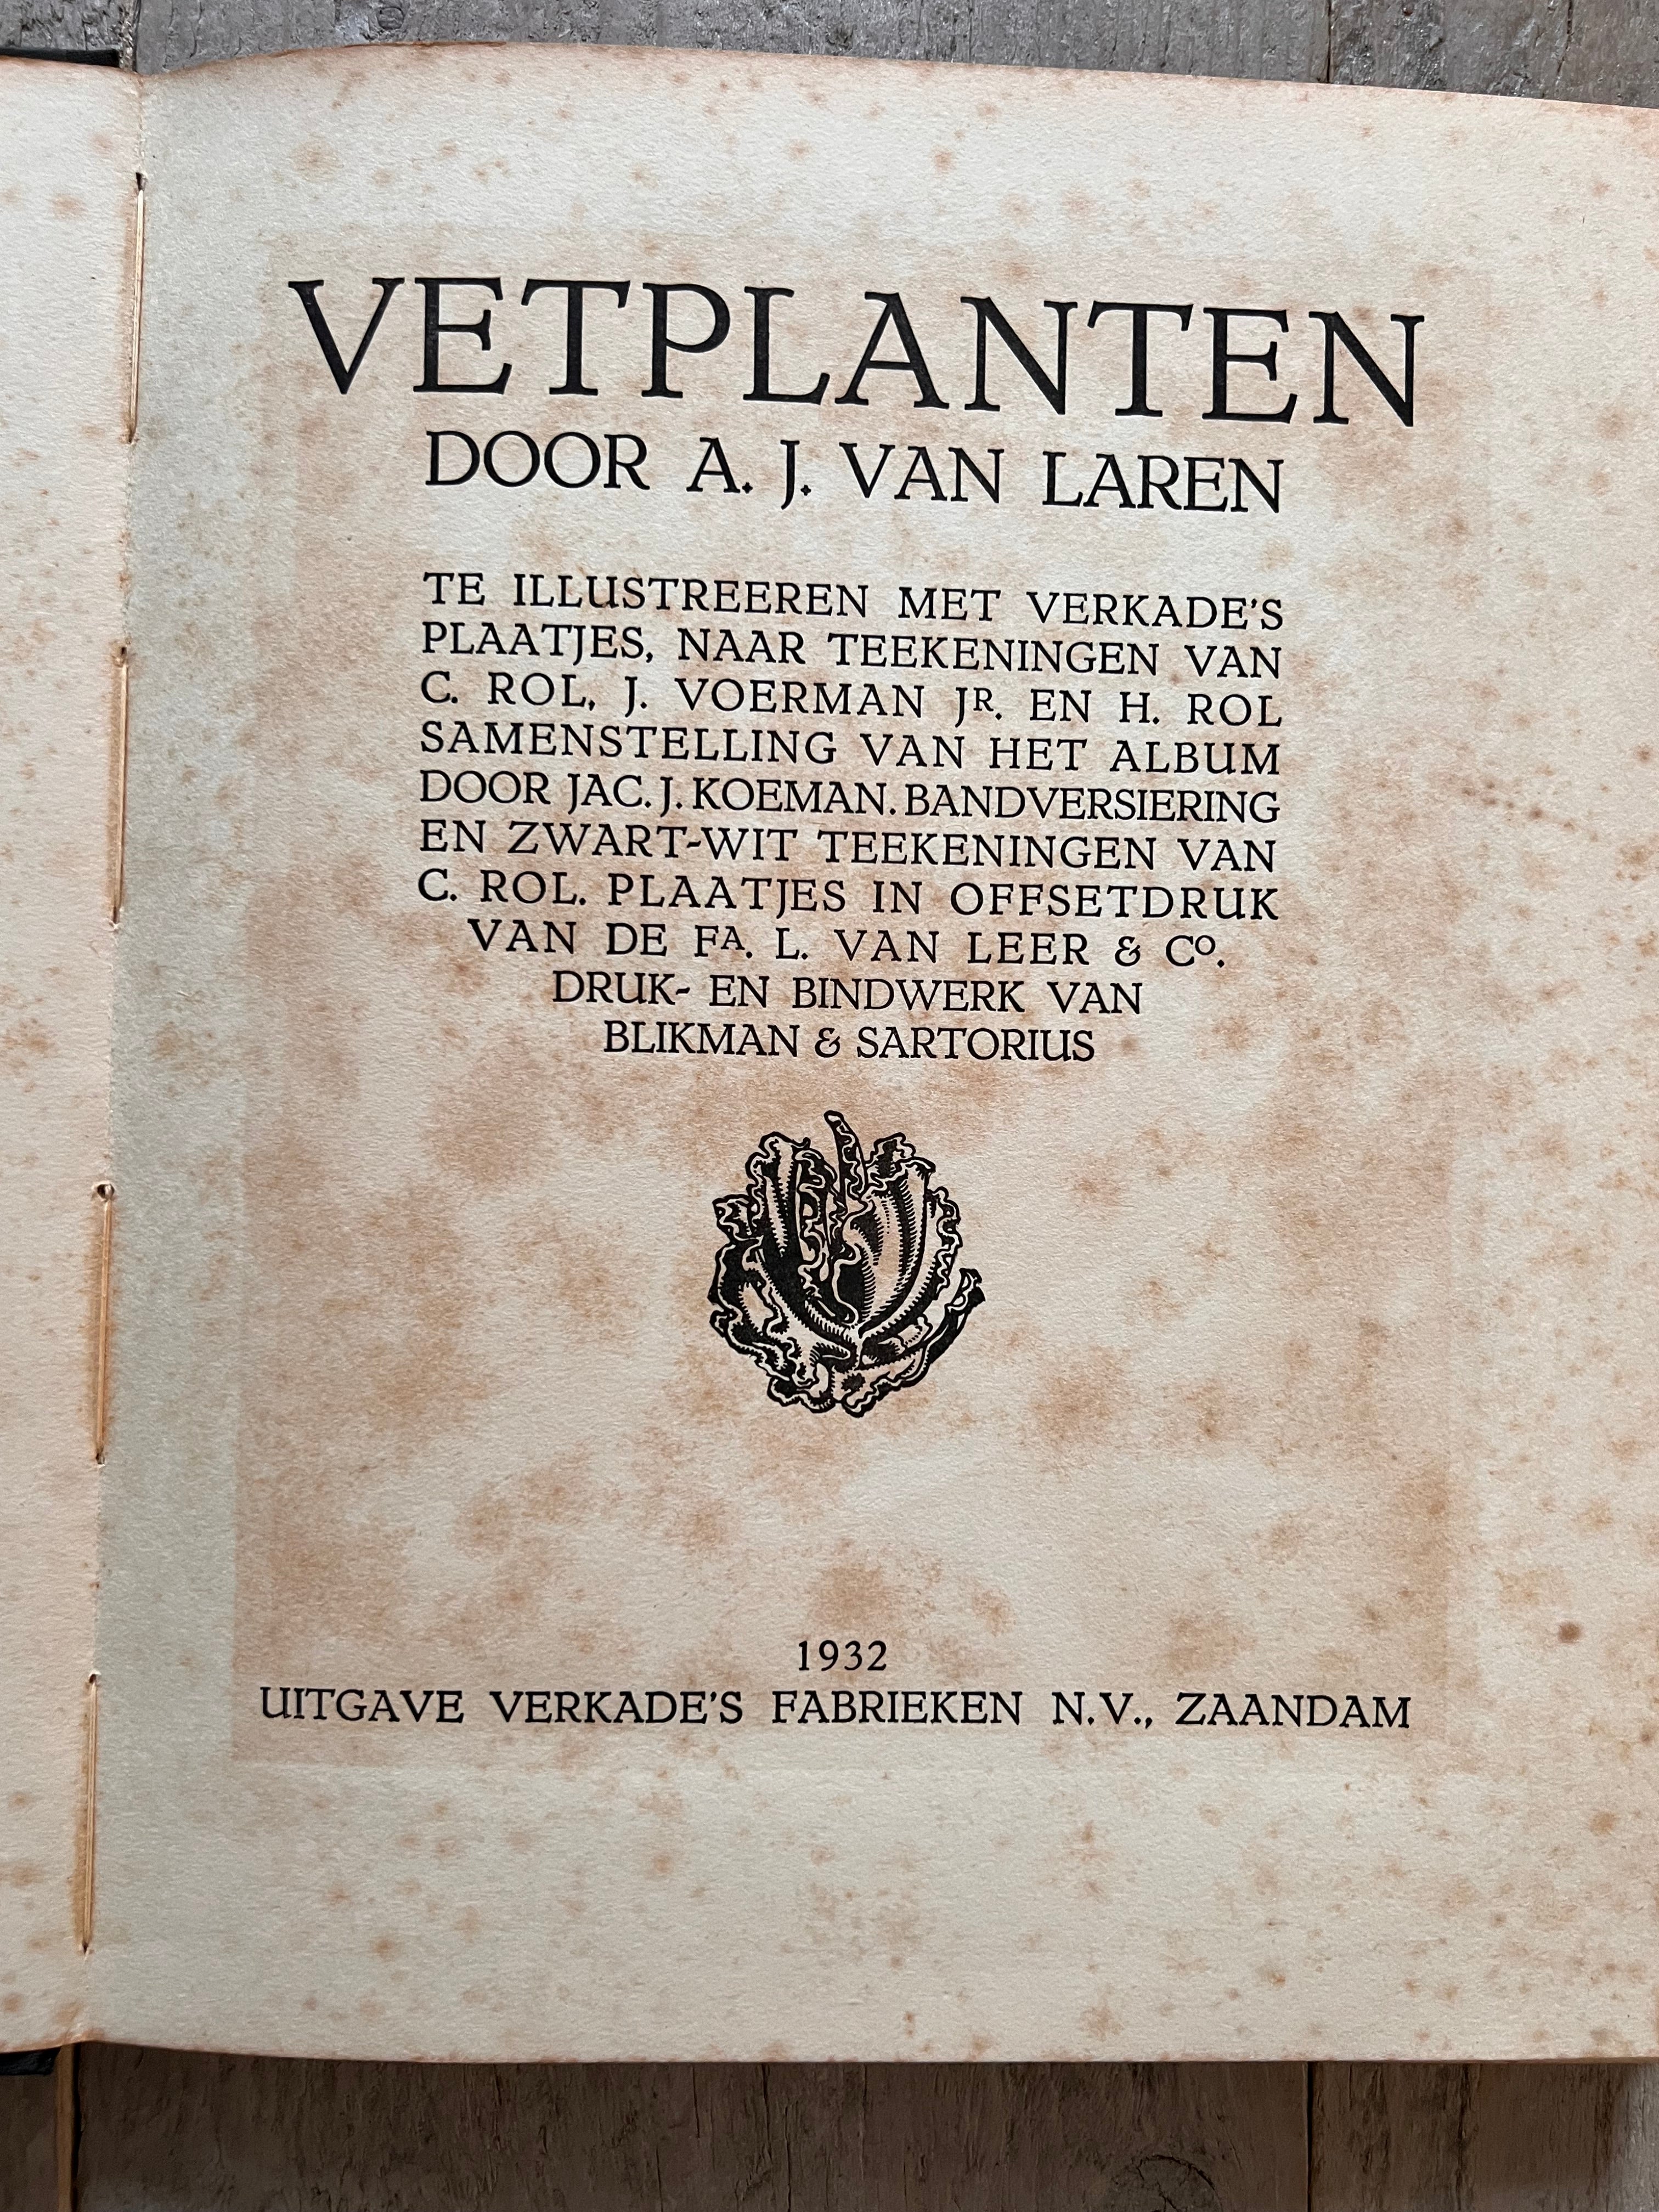 VETPLANTEN
DOOR A. J. VAN LAREN
TE ILLUSTREEREN MET VERKADE'S
PLAATJES, NAAR TEEKENINGEN VAN
C. ROL, J. VOERMAN JR. EN H. ROL
SAMENSTELLING VAN HET ALBUM
DOOR JAC. J. KOEMAN. BANDVERSIERING
EN ZWART-WIT TEEKENINGEN VAN
C. ROL. PLAATJES IN OFFSETDRUK
VAN DE FA. L. VAN LEER & CO.
DRUK- EN BINDWERK VAN
BLIKMAN & SARTORIUS
1932
UITGAVE VERKADE'S FABRIEKEN N.V., ZAANDAM